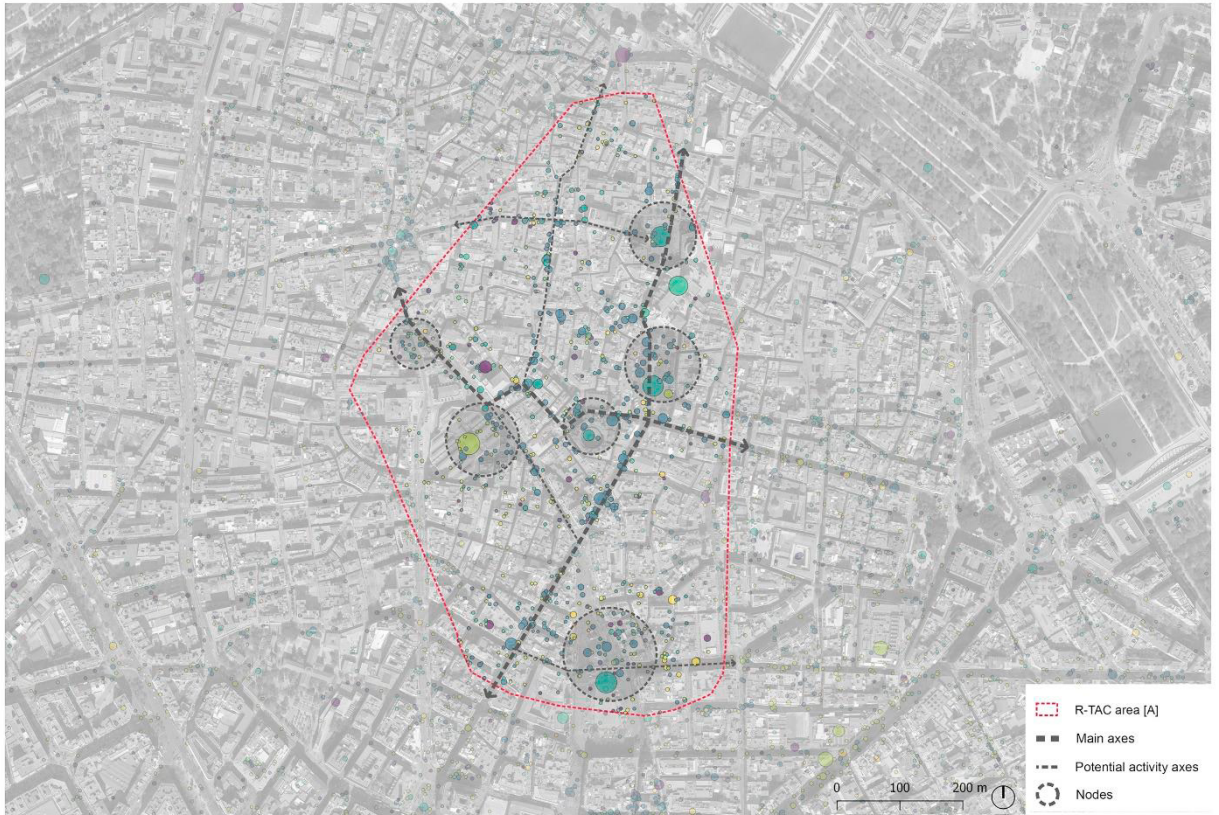 R-TAC area [A]
Main axes
Potential activity axes
Nodes
0 100 200 m